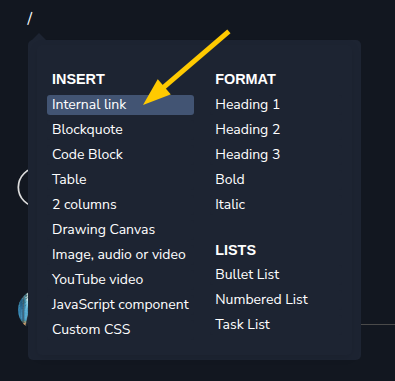 /
INSERT
Internal link
Blockquote
Code Block
Table
2 columns
Drawing Canvas
Image, audio or video
YouTube video
JavaScript component
Custom CSS
FORMAT
Heading 1
Heading 2
Heading 3
Bold
Italic
LISTS
Bullet List
Numbered List
Task List